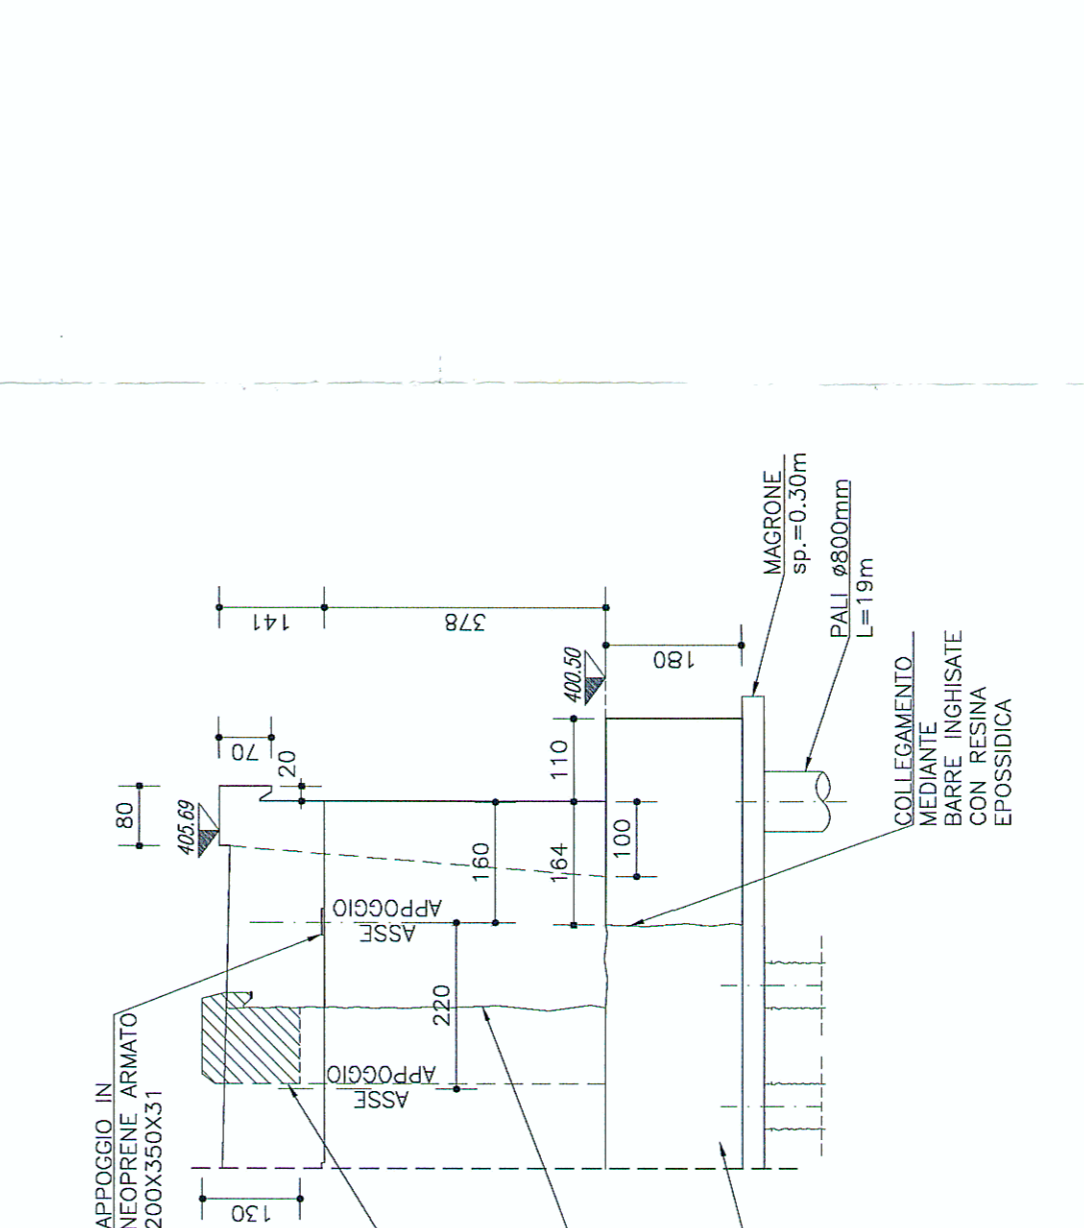 MAGRONE
sp.=0.30m
PALI ø800mm
L=19m
141
378
180
400.50
COLLEGAMENTO
MEDIANTE
BARRE INGHISATE
CON RESINA
EPOSSIDICA
70
20
110
80
405.69
160
164
100
ASSE
APPOGGIO
220
ASSE
APPOGGIO
APPOGGIO IN
NEOPRENE ARMATO
200X350X31
130